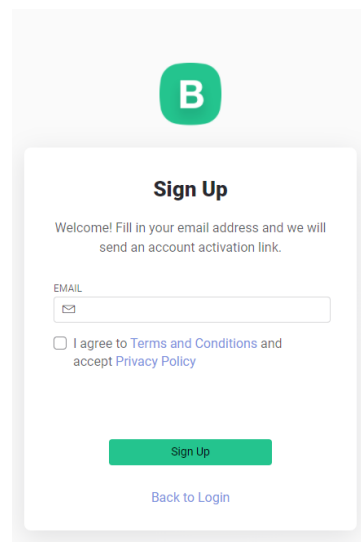 B
Sign Up
Welcome! Fill in your email address and we will
send an account activation link.
EMAIL
I agree to Terms and Conditions and
accept Privacy Policy
Sign Up
Back to Login